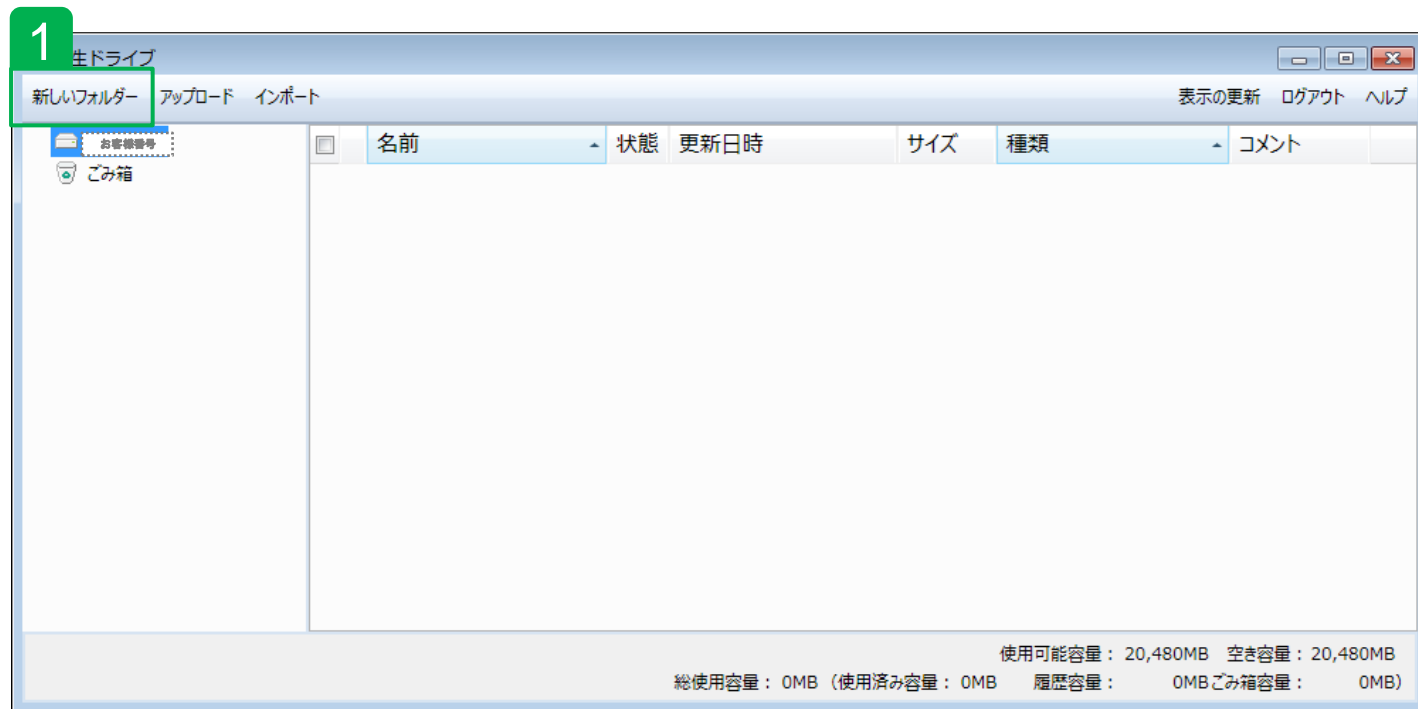 1
生ドライブ
新しいフォルダー アップロード インポート 表示の更新 ログアウト ヘルプ
お客様番号
ごみ箱
名前 状態 更新日時 サイズ 種類 コメント
使用可能容量： 20,480MB 空き容量：20,480MB
総使用容量： 0MB（使用済み容量： 0MB 履歴容量： 0MBごみ箱容量： 0MB）